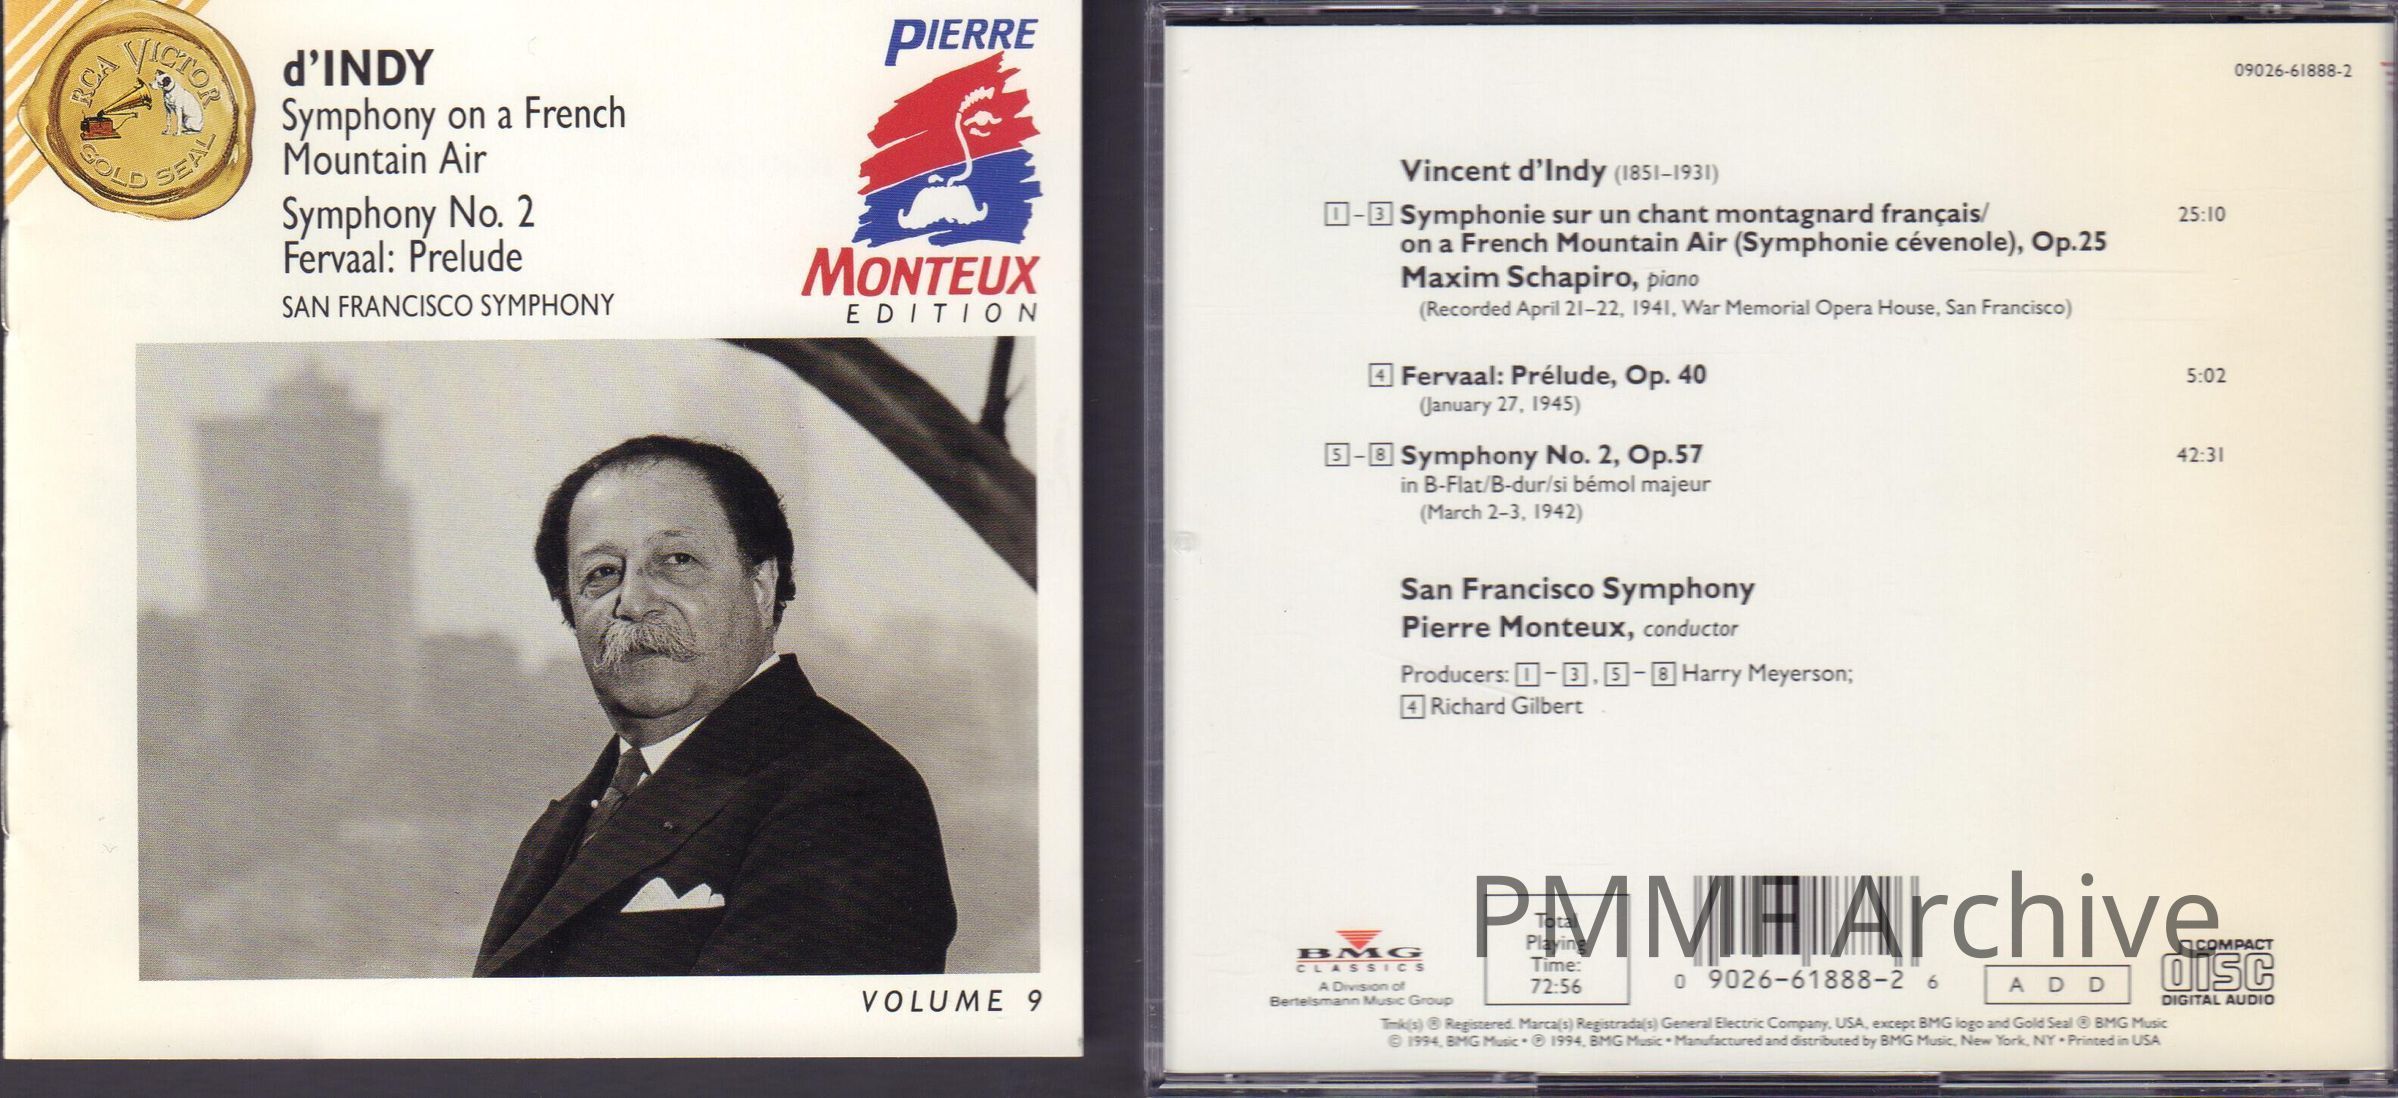 RCA VICTOR
GOLD SEAL
d'INDY
Symphony on a French
Mountain Air
Symphony No. 2
Fervaal: Prelude
SAN FRANCISCO SYMPHONY
PIERRE
MONTEUX
EDITION
VOLUME 9
09026-61888-2
Vincent d'Indy (1851–1931)
1 – 3 Symphonie sur un chant montagnard français/ 25:10
on a French Mountain Air (Symphonie cévenole), Op.25
Maxim Schapiro, piano
(Recorded April 21–22, 1941, War Memorial Opera House, San Francisco)
4 Fervaal: Prélude, Op. 40 5:02
(January 27, 1945)
5 – 8 Symphony No. 2, Op.57 42:31
in B-Flat/B-dur/si bémol majeur
(March 2–3, 1942)
San Francisco Symphony
Pierre Monteux, conductor
Producers: 1 – 3, 5 – 8 Harry Meyerson;
4 Richard Gilbert
PMMF Archive
BMG
CLASSICS
A Division of
Bertelsmann Music Group
Total
Playing
Time:
72:56
0 9026-61888-2 6
A D D
COMPACT
disc
DIGITAL AUDIO
Tmk(s) ® Registered. Marca(s) Registrada(s) General Electric Company, USA, except BMG logo and Gold Seal ® BMG Music
© 1994, BMG Music • ℗ 1994, BMG Music • Manufactured and distributed by BMG Music, New York, NY • Printed in USA